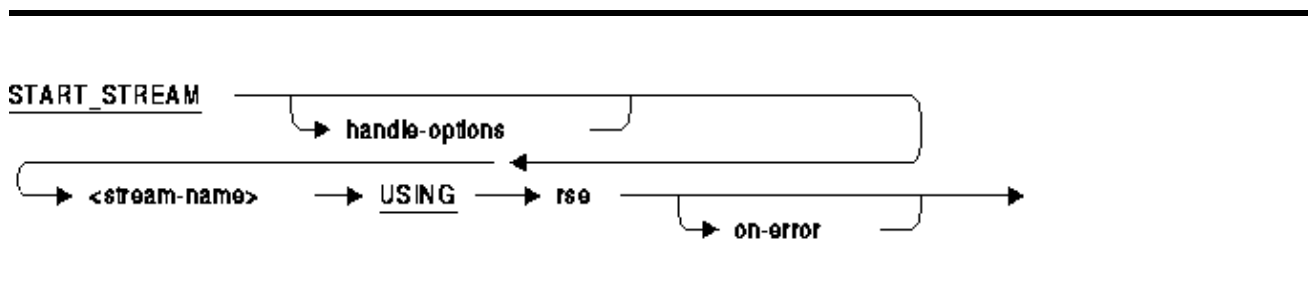 START_STREAM
handle-options
<stream-name> USING rse
on-error